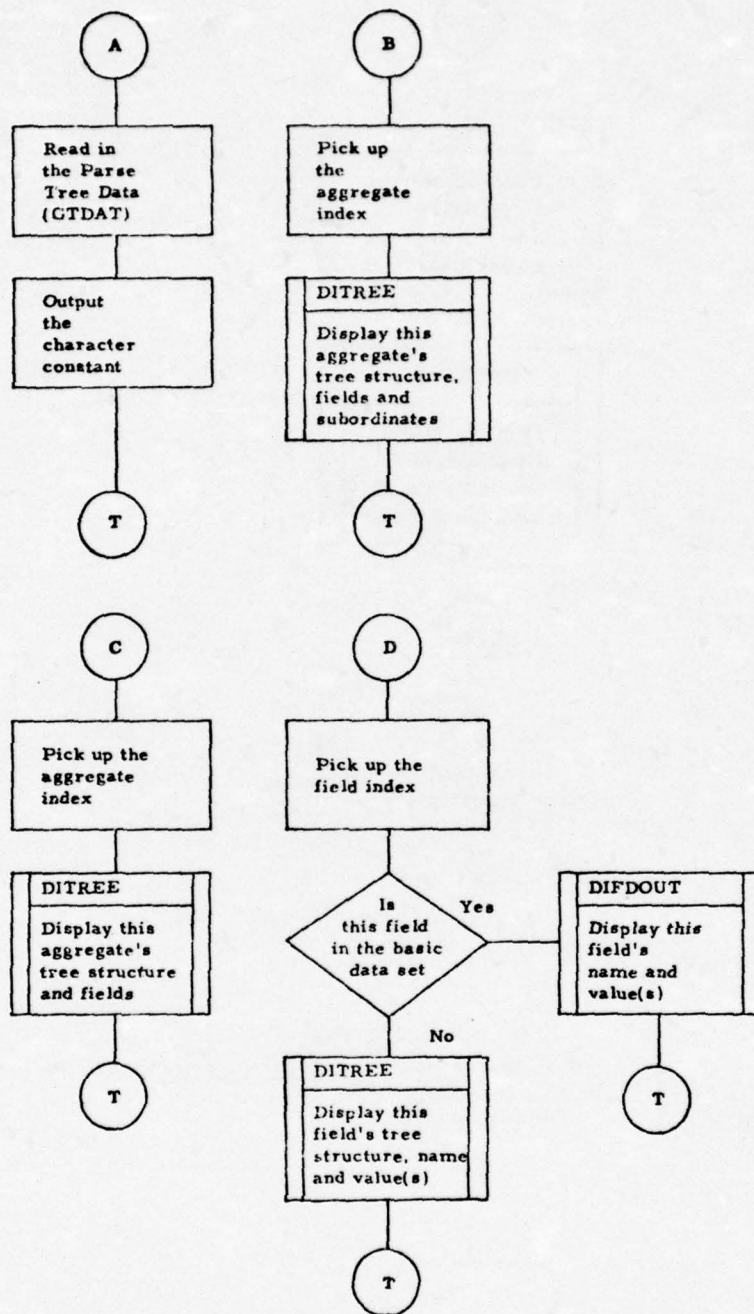 A
Read in
the Parse
Tree Data
(GTDAT)
Output
the
character
constant
T
B
Pick up
the
aggregate
index
DITREE
Display this
aggregate's
tree structure,
fields and
subordinates
T
C
Pick up the
aggregate
index
DITREE
Display this
aggregate's
tree structure
and fields
T
D
Pick up the
field index
Is
this field
in the basic
data set
Yes
No
DIFDOUT
Display this
field's
name and
value(s)
T
DITREE
Display this
field's tree
structure, name
and value(s)
T